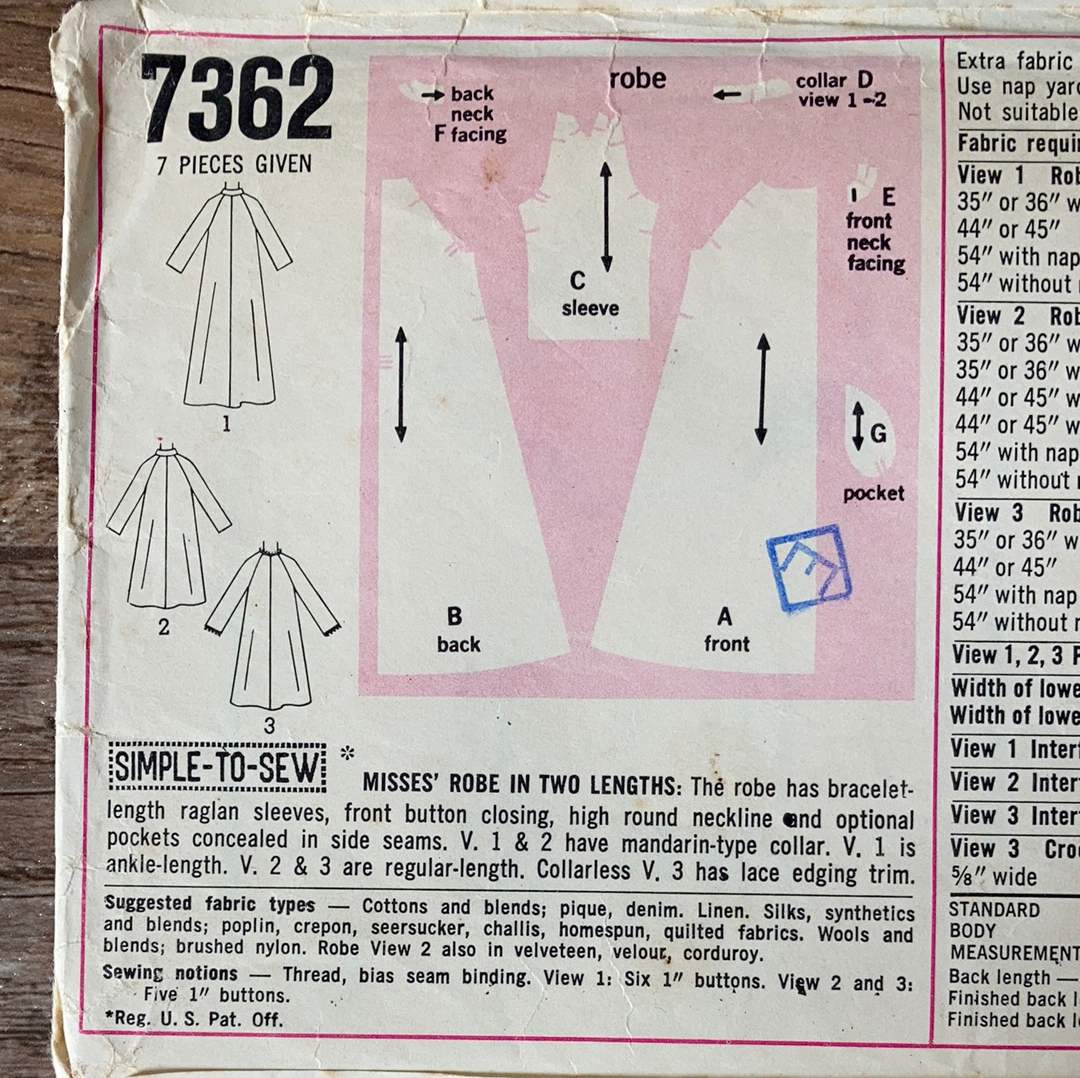 7362
7 PIECES GIVEN
1
2
3
robe
back
neck
F facing
collar D
view 1-2
E
front
neck
facing
C
sleeve
G
pocket
B
back
A
front
SIMPLE-TO-SEW*
MISSES' ROBE IN TWO LENGTHS: The robe has bracelet-
length raglan sleeves, front button closing, high round neckline and optional
pockets concealed in side seams. V. 1 & 2 have mandarin-type collar. V. 1 is
ankle-length. V. 2 & 3 are regular-length. Collarless V. 3 has lace edging trim.
Suggested fabric types — Cottons and blends; pique, denim. Linen. Silks, synthetics
and blends; poplin, crepon, seersucker, challis, homespun, quilted fabrics. Wools and
blends; brushed nylon. Robe View 2 also in velveteen, velour, corduroy.
Sewing notions — Thread, bias seam binding. View 1: Six 1" buttons. View 2 and 3:
Five 1" buttons.
*Reg. U. S. Pat. Off.
Extra fabric
Use nap
Not suitable
Fabric
View 1
35" or 36"
44" or 45"
54" with nap
54" without
View 2
35" or 36" w
35" or 36" w
44" or 45" w
44" or 45" w
54" with nap
54" without
View 3
35" or 36" w
44" or 45"
54" with nap
54" without
View 1, 2, 3
Width of
Width of
View 1
View 2
View 3
View 3
5/8" wide
STANDARD
BODY
MEASUREMENT
Back length —
Finished back
Finished back